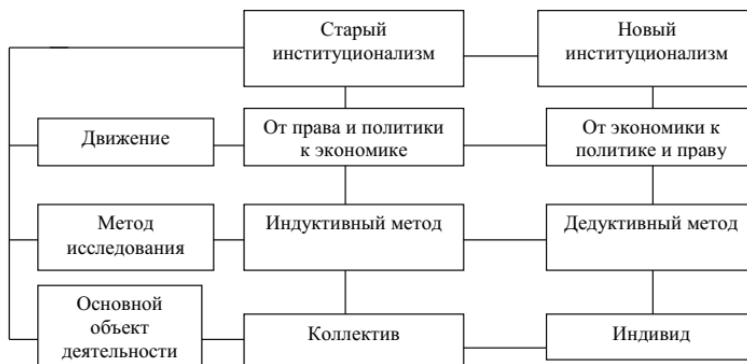 Старый
институционализм
Новый
институционализм
Движение
От права и политики
к экономике
От экономики к
политике и праву
Метод
исследования
Индуктивный метод
Дедуктивный метод
Основной
объект
деятельности
Коллектив
Индивид